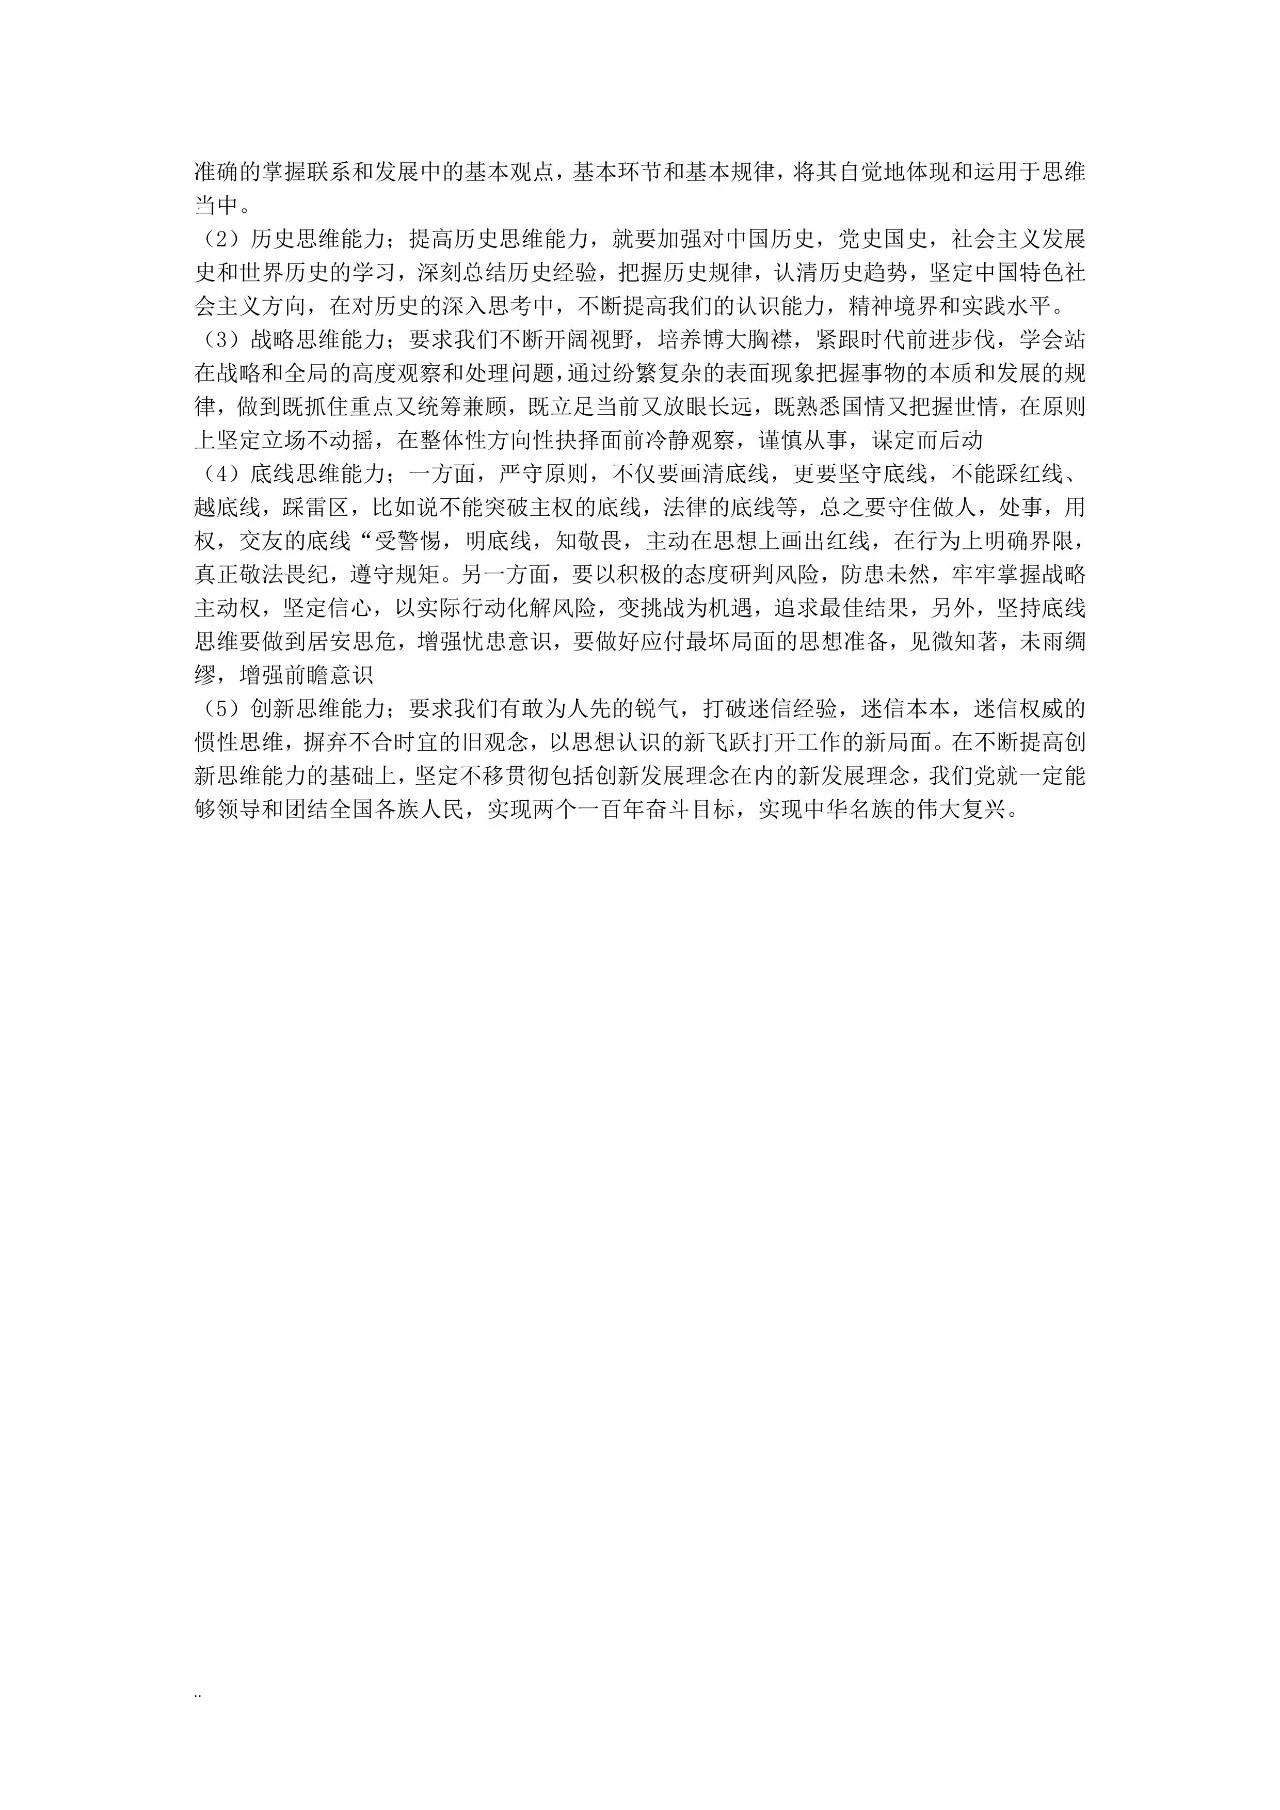 准确的掌握联系和发展中的基本观点，基本环节和基本规律，将其自觉地体现和运用于思维
当中。
（2）历史思维能力；提高历史思维能力，就要加强对中国历史，党史国史，社会主义发展
史和世界历史的学习，深刻总结历史经验，把握历史规律，认清历史趋势，坚定中国特色社
会主义方向，在对历史的深入思考中，不断提高我们的认识能力，精神境界和实践水平。
（3）战略思维能力；要求我们不断开阔视野，培养博大胸襟，紧跟时代前进步伐，学会站
在战略和全局的高度观察和处理问题，通过纷繁复杂的表面现象把握事物的本质和发展的规
律，做到既抓住重点又统筹兼顾，既立足当前又放眼长远，既熟悉国情又把握世情，在原则
上坚定立场不动摇，在整体性方向性抉择面前冷静观察，谨慎从事，谋定而后动
（4）底线思维能力；一方面，严守原则，不仅要画清底线，更要坚守底线，不能踩红线、
越底线，踩雷区，比如说不能突破主权的底线，法律的底线等，总之要守住做人，处事，用
权，交友的底线“受警惕，明底线，知敬畏，主动在思想上画出红线，在行为上明确界限，
真正敬法畏纪，遵守规矩。另一方面，要以积极的态度研判风险，防患未然，牢牢掌握战略
主动权，坚定信心，以实际行动化解风险，变挑战为机遇，追求最佳结果，另外，坚持底线
思维要做到居安思危，增强忧患意识，要做好应付最坏局面的思想准备，见微知著，未雨绸
缪，增强前瞻意识
（5）创新思维能力；要求我们有敢为人先的锐气，打破迷信经验，迷信本本，迷信权威的
惯性思维，摒弃不合时宜的旧观念，以思想认识的新飞跃打开工作的新局面。在不断提高创
新思维能力的基础上，坚定不移贯彻包括创新发展理念在内的新发展理念，我们党就一定能
够领导和团结全国各族人民，实现两个一百年奋斗目标，实现中华名族的伟大复兴。
..